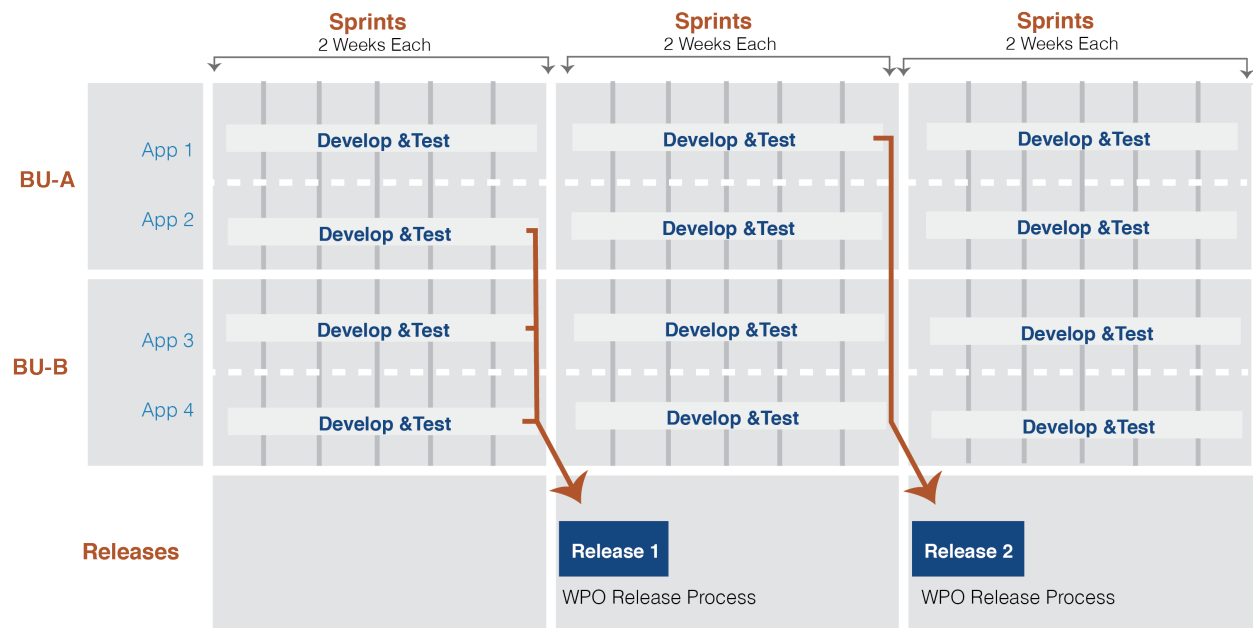 Sprints
2 Weeks Each
Sprints
2 Weeks Each
Sprints
2 Weeks Each
BU-A
App 1
Develop &Test
Develop &Test
Develop &Test
App 2
Develop &Test
Develop &Test
Develop &Test
BU-B
App 3
Develop &Test
Develop &Test
Develop &Test
App 4
Develop &Test
Develop &Test
Develop &Test
Releases
Release 1
WPO Release Process
Release 2
WPO Release Process